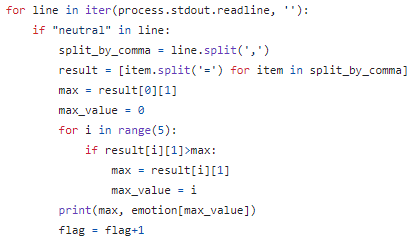 for line in iter(process.stdout.readline, ''):
    if "neutral" in line:
        split_by_comma = line.split(',')
        result = [item.split('=') for item in split_by_comma]
        max = result[0][1]
        max_value = 0
        for i in range(5):
            if result[i][1]>max:
                max = result[i][1]
                max_value = i
        print(max, emotion[max_value])
        flag = flag+1